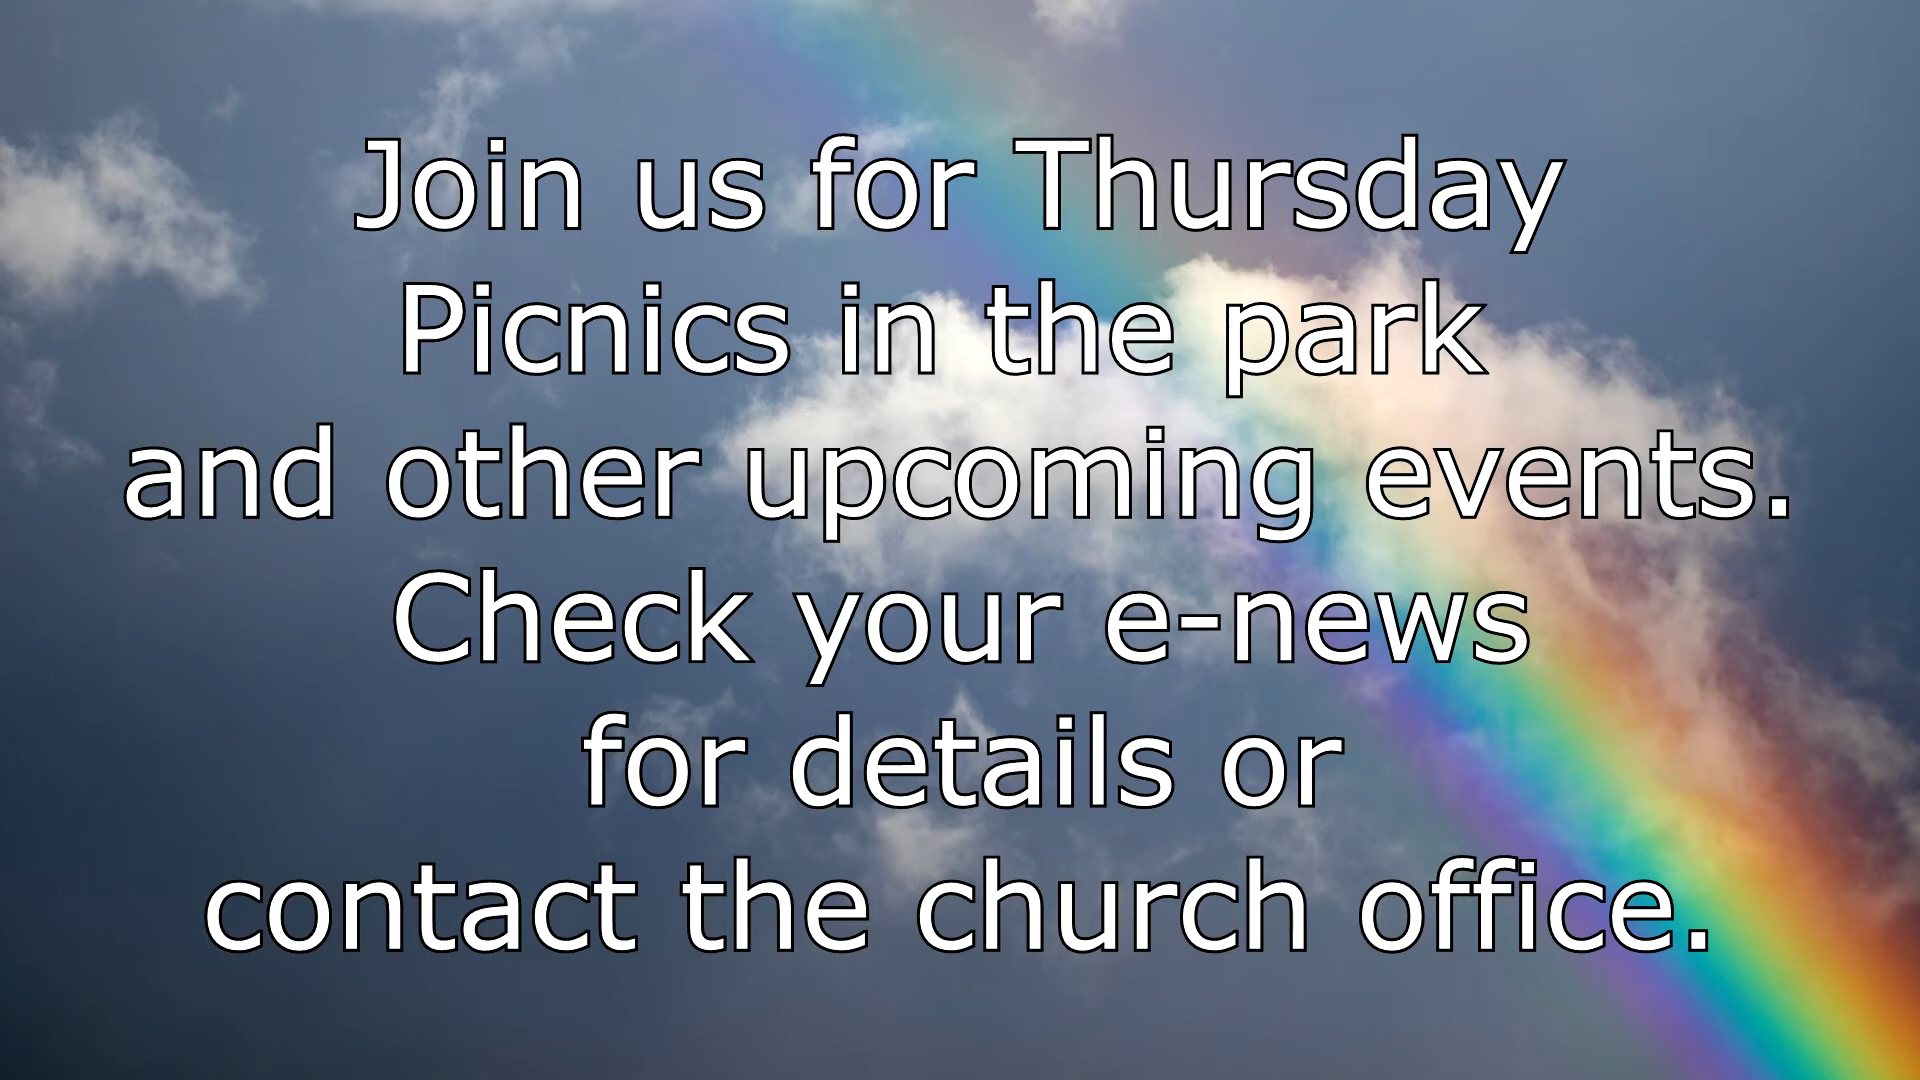 Join us for Thursday
Picnics in the park
and other upcoming events.
Check your e-news
for details or
contact the church office.